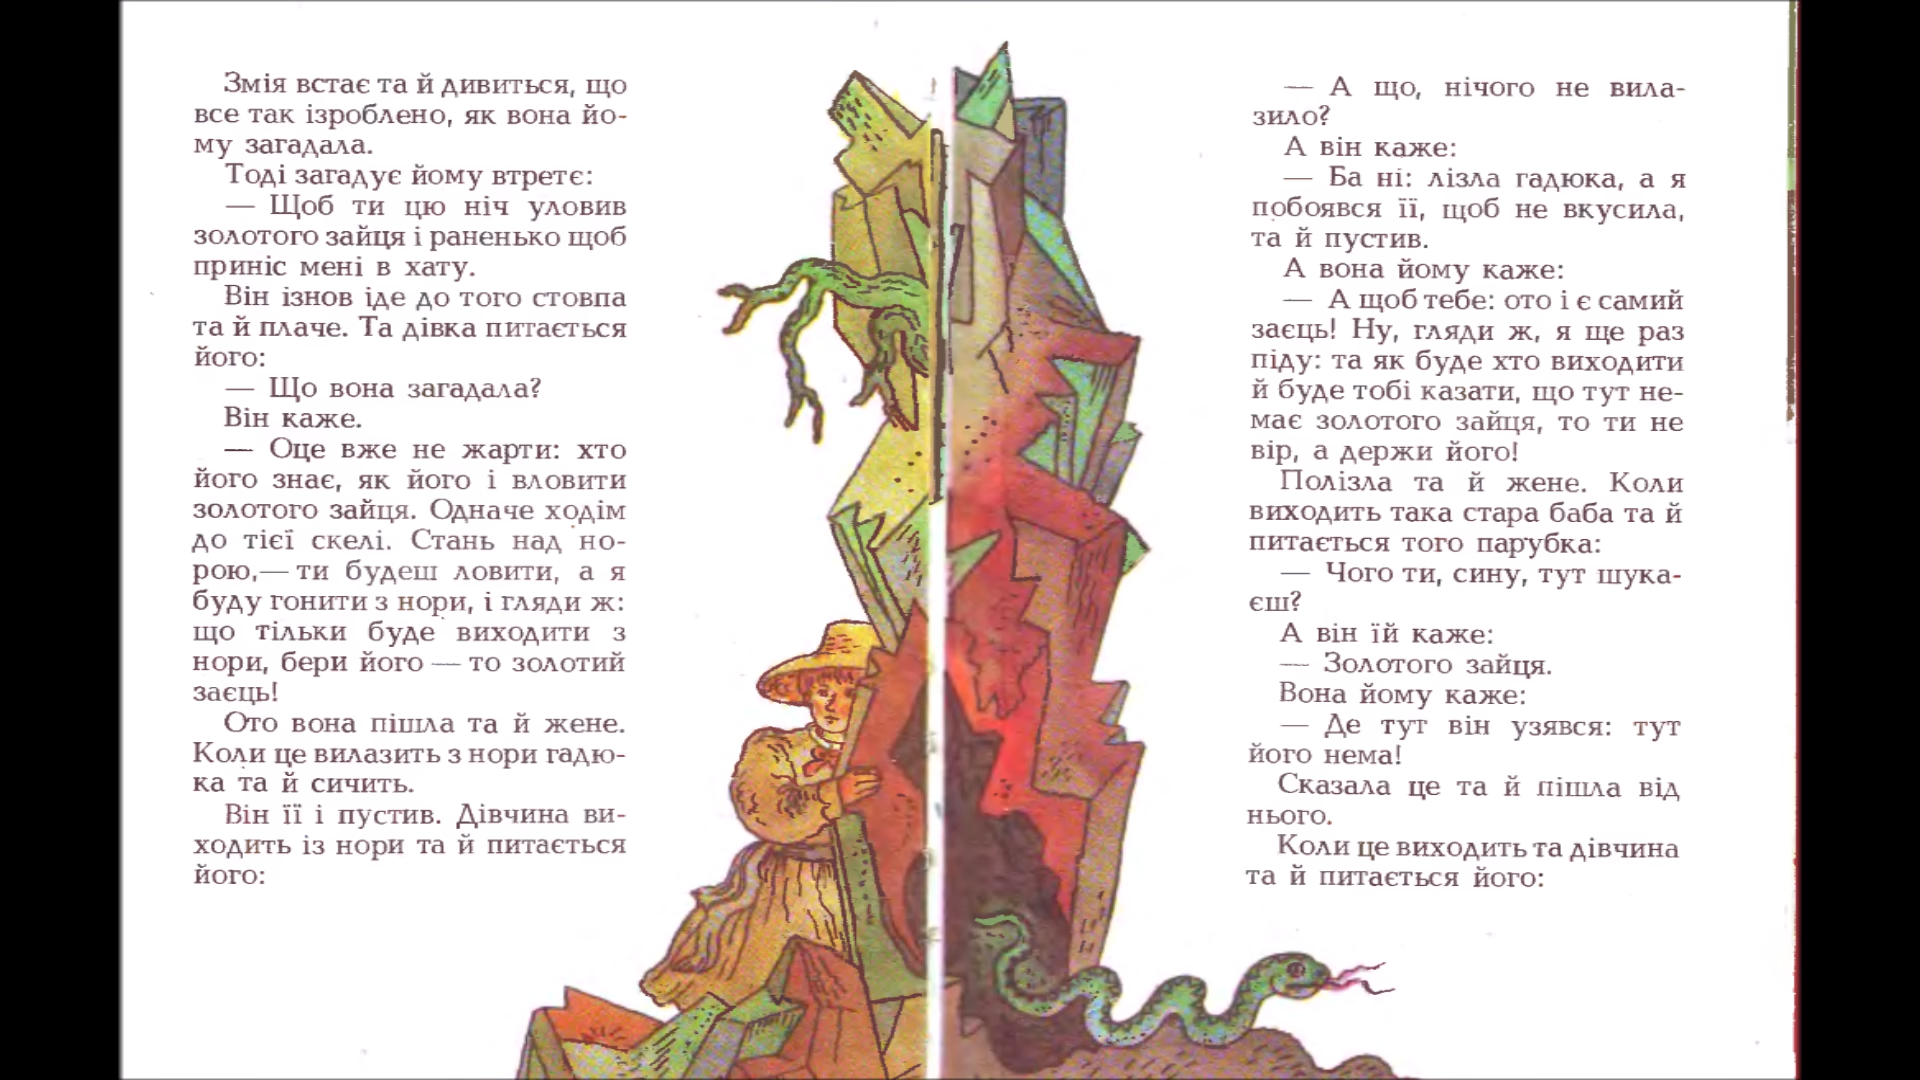 Змія встає та й дивиться, що
все так ізроблено, як вона йо-
му загадала.
Тоді загадує йому втретє:
— Щоб ти цю ніч уловив
золотого зайця і раненько щоб
приніс мені в хату.
Він ізнов іде до того стовпа
та й плаче. Та дівка питається
його:
— Що вона загадала?
Він каже.
— Оце вже не жарти: хто
його знає, як його і вловити
золотого зайця. Одначе ходім
до тієї скелі. Стань над но-
рою,— ти будеш ловити, а я
буду гонити з нори, і гляди ж:
що тільки буде виходити з
нори, бери його — то золотий
заєць!
Ото вона пішла та й жене.
Коли це вилазить з нори гадю-
ка та й сичить.
Він її і пустив. Дівчина ви-
ходить із нори та й питається
його:
— А що, нічого не вила-
зило?
А він каже:
— Ба ні: лізла гадюка, а я
побоявся її, щоб не вкусила,
та й пустив.
А вона йому каже:
— А щоб тебе: ото і є самий
заєць! Ну, гляди ж, я ще раз
піду: та як буде хто виходити
й буде тобі казати, що тут не-
має золотого зайця, то ти не
вір, а держи його!
Полізла та й жене. Коли
виходить така стара баба та й
питається того парубка:
— Чого ти, сину, тут шука-
єш?
А він їй каже:
— Золотого зайця.
Вона йому каже:
— Де тут він узявся: тут
його нема!
Сказала це та й пішла від
нього.
Коли це виходить та дівчина
та й питається його: